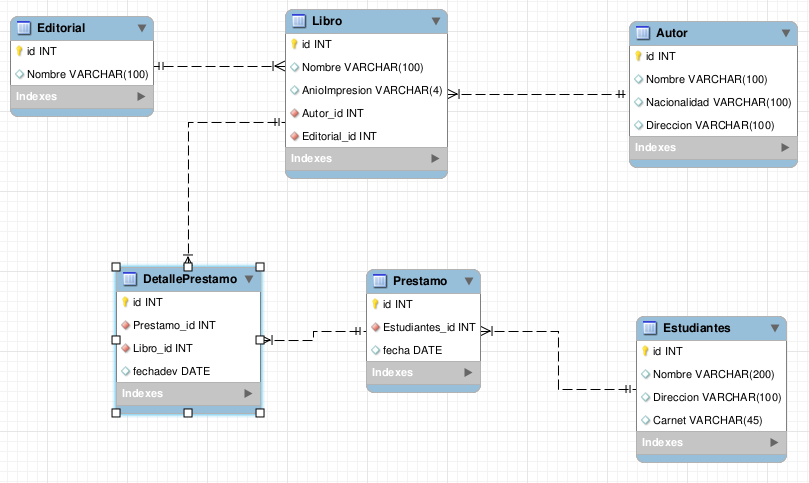 Editorial
id INT
Nombre VARCHAR(100)
Indexes
Libro
id INT
Nombre VARCHAR(100)
AnioImpresion VARCHAR(4)
Autor_id INT
Editorial_id INT
Indexes
Autor
id INT
Nombre VARCHAR(100)
Nacionalidad VARCHAR(100)
Direccion VARCHAR(100)
Indexes
DetallePrestamo
id INT
Prestamo_id INT
Libro_id INT
fechadev DATE
Indexes
Prestamo
id INT
Estudiantes_id INT
fecha DATE
Indexes
Estudiantes
id INT
Nombre VARCHAR(200)
Direccion VARCHAR(100)
Carnet VARCHAR(45)
Indexes